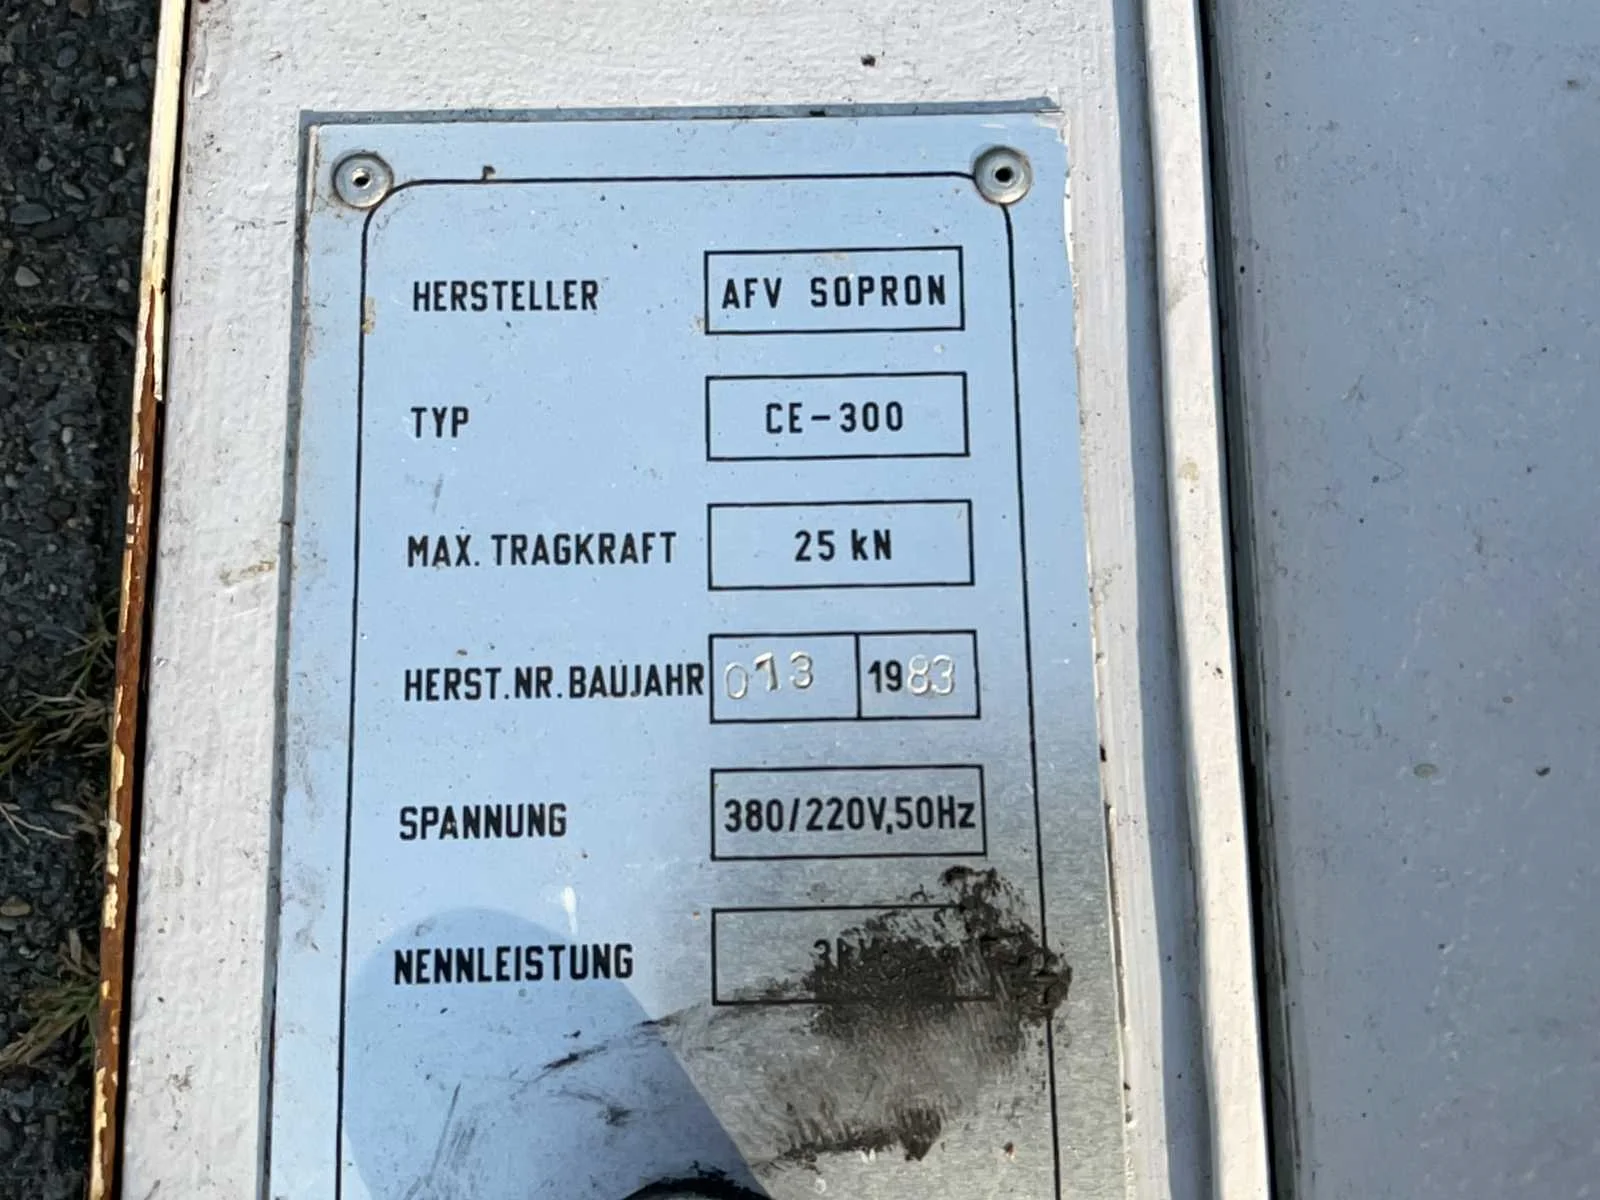 HERSTELLER AFV SOPRON
TYP CE-300
MAX. TRAGKRAFT 25 kN
HERST.NR. BAUJAHR 013 1983
SPANNUNG 380/220V,50Hz
NENNLEISTUNG